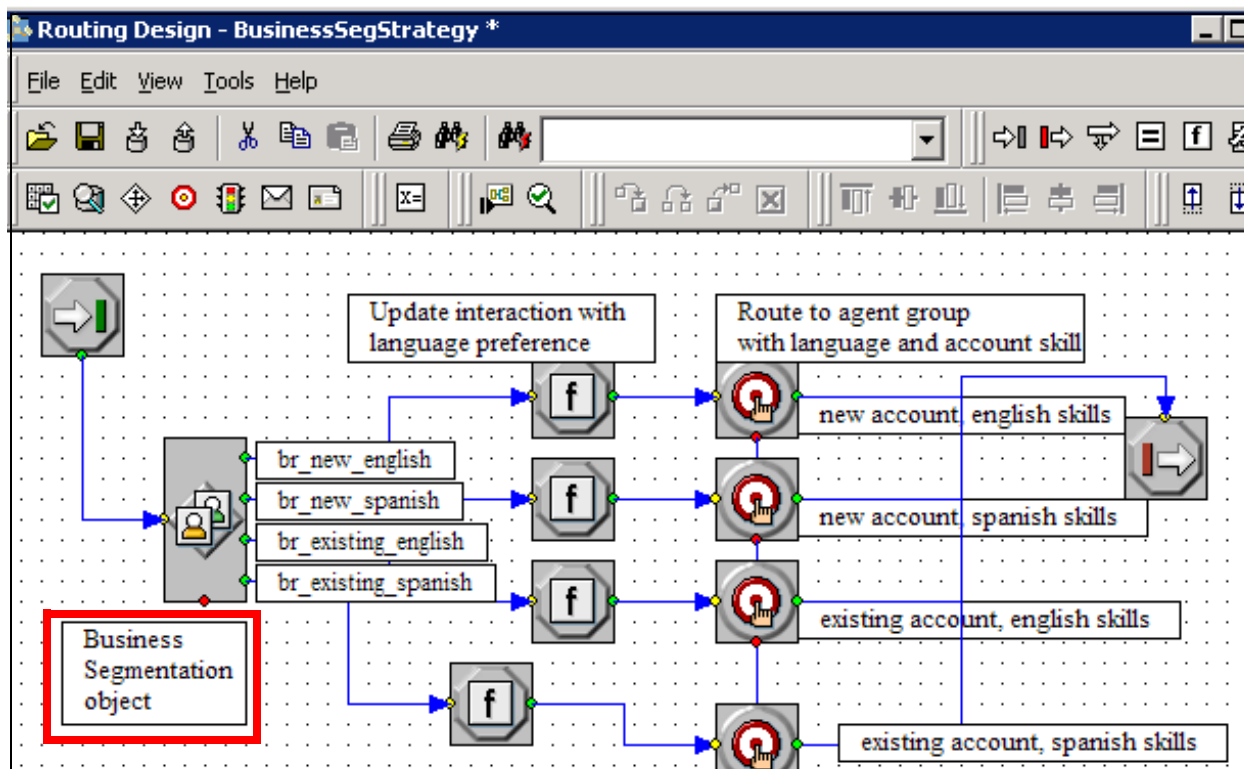 Routing Design - BusinessSegStrategy *
File Edit View Tools Help
f
X=
Update interaction with
language preference
Route to agent group
with language and account skill
f
new account, english skills
br_new_english
br_new_spanish
f
new account, spanish skills
br_existing_english
br_existing_spanish
f
existing account, english skills
Business
Segmentation
object
f
existing account, spanish skills